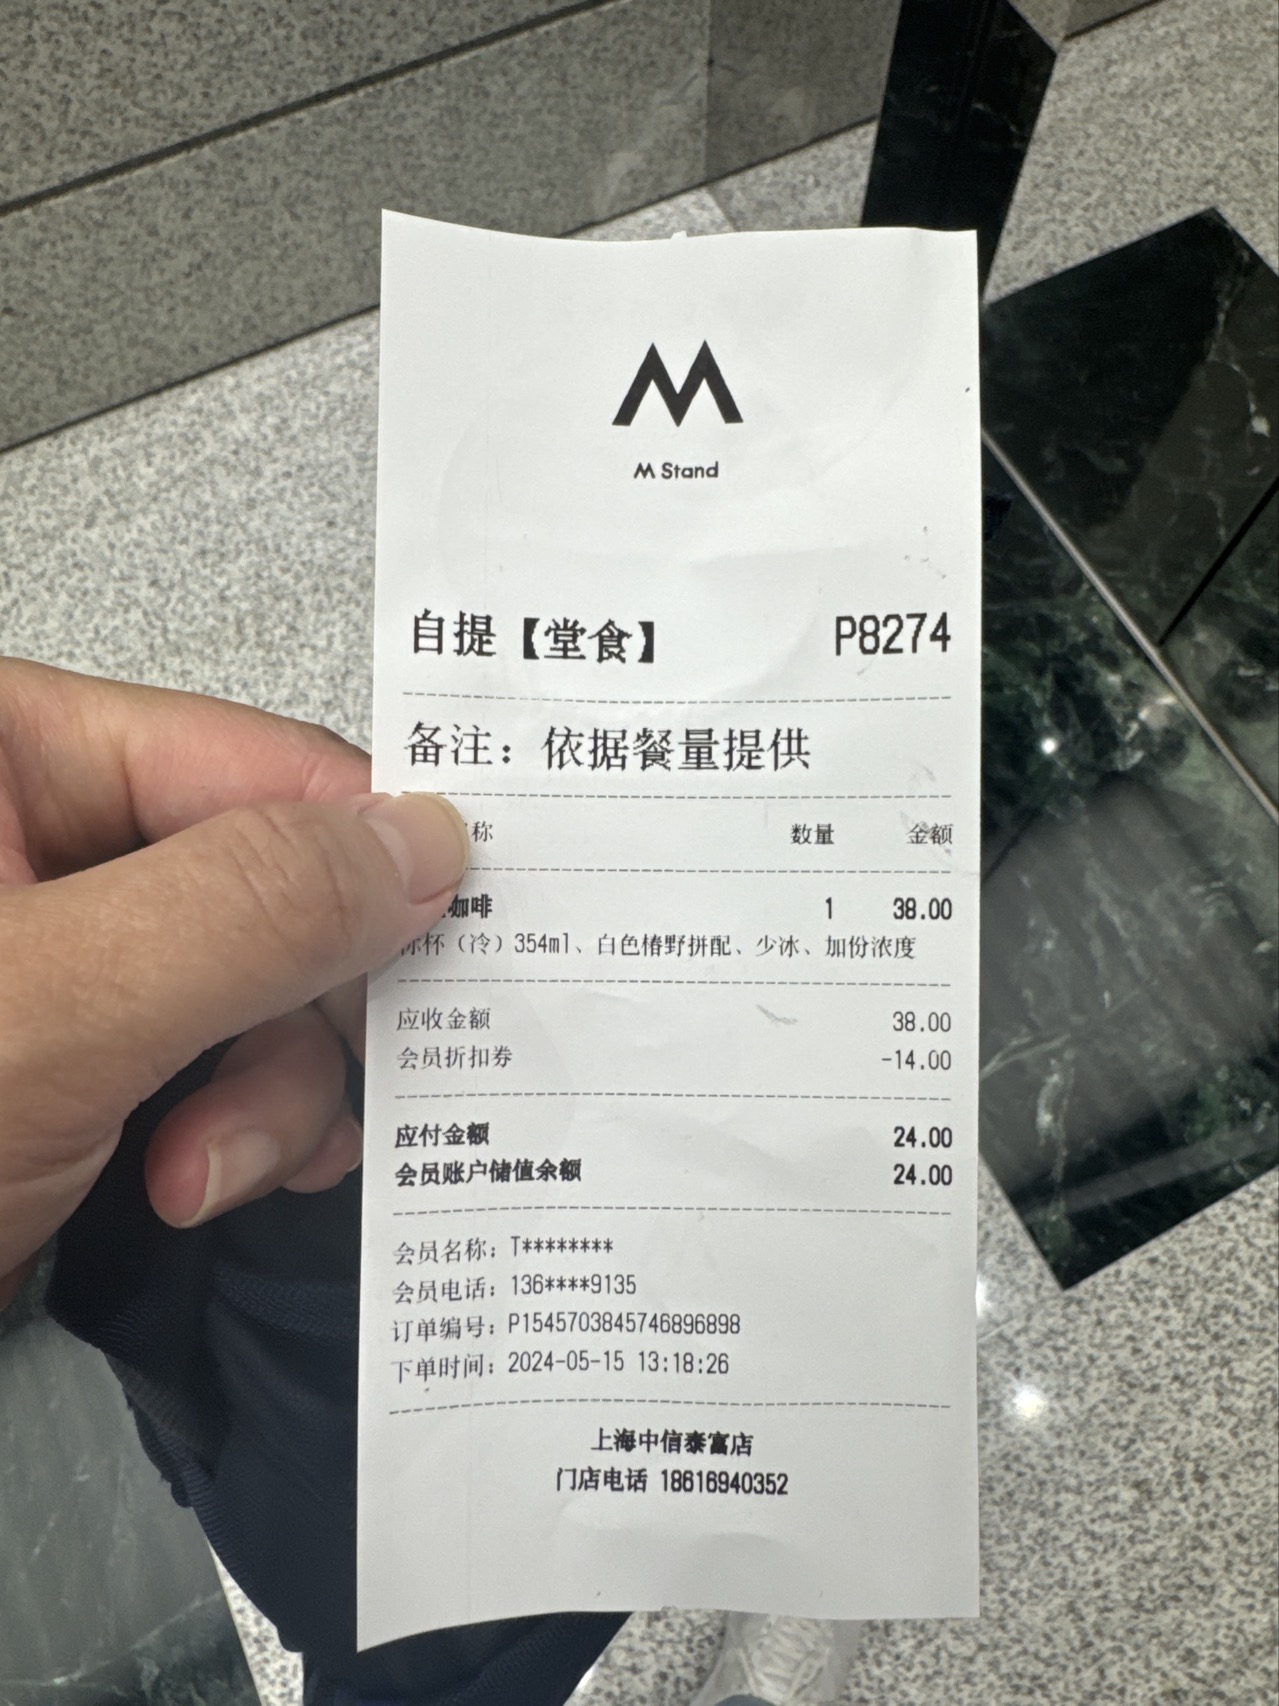 M
M Stand
自提【堂食】 P8274
备注：依据餐量提供
称 数量 金额
咖啡 1 38.00
杯（冷）354ml、白色椿野拼配、少冰、加份浓度
应收金额 38.00
会员折扣券 -14.00
应付金额 24.00
会员账户储值余额 24.00
会员名称：T********
会员电话：136****9135
订单编号：P1545703845746896898
下单时间：2024-05-15 13:18:26
上海中信泰富店
门店电话 18616940352